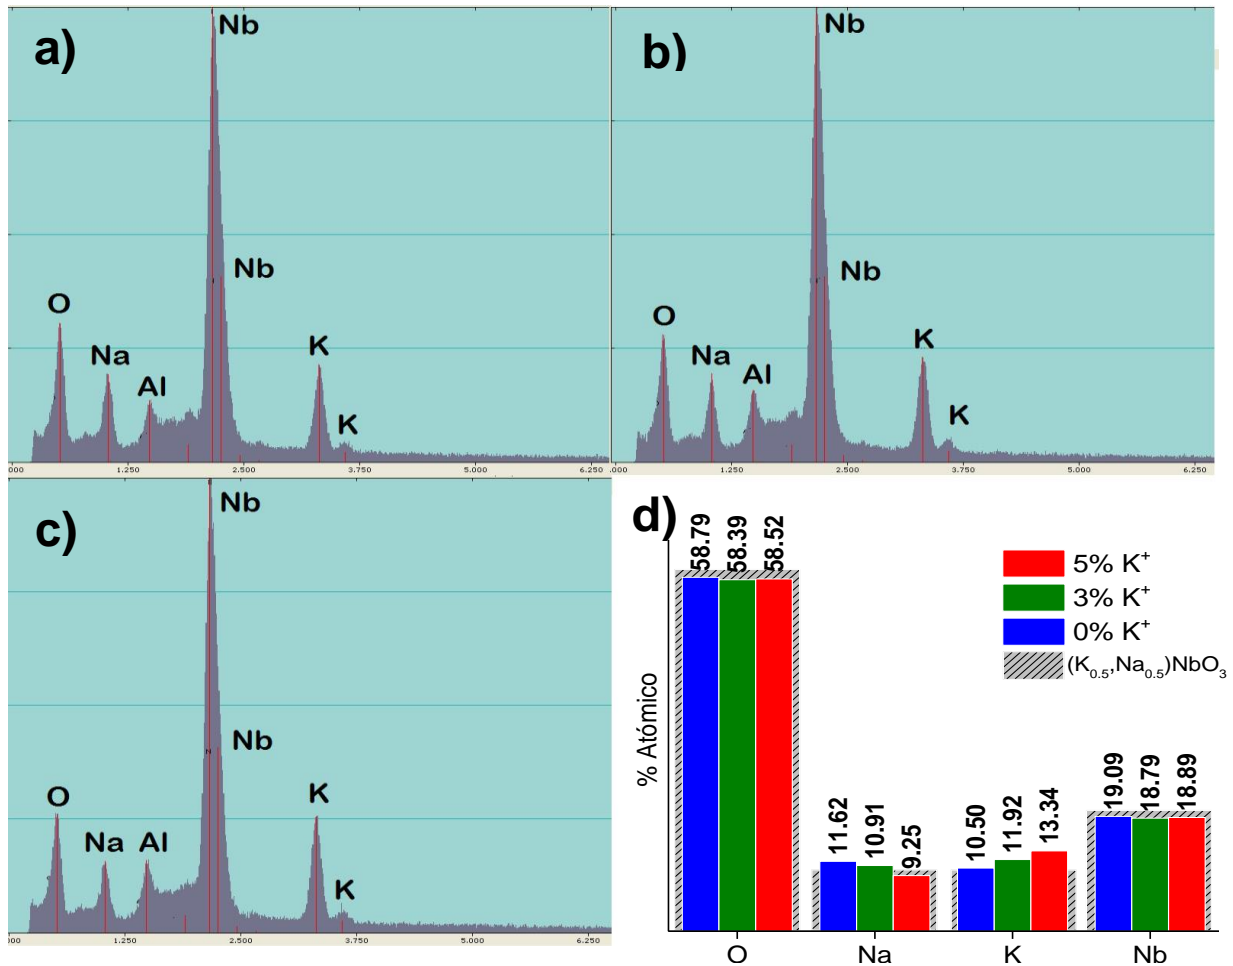 a)
Nb
Nb
O
Na
Al
K
K
.000 1.250 2.500 3.750 5.000 6.250
b)
Nb
Nb
O
Na
Al
K
K
.000 1.250 2.500 3.750 5.000 6.250
c)
Nb
Nb
O
Na
Al
K
K
.000 1.250 2.500 3.750 5.000 6.250
d)
% Atómico
58.79
58.39
58.52
11.62
10.91
9.25
10.50
11.92
13.34
19.09
18.79
18.89
5% K⁺
3% K⁺
0% K⁺
(K₀.₅,Na₀.₅)NbO₃
O Na K Nb